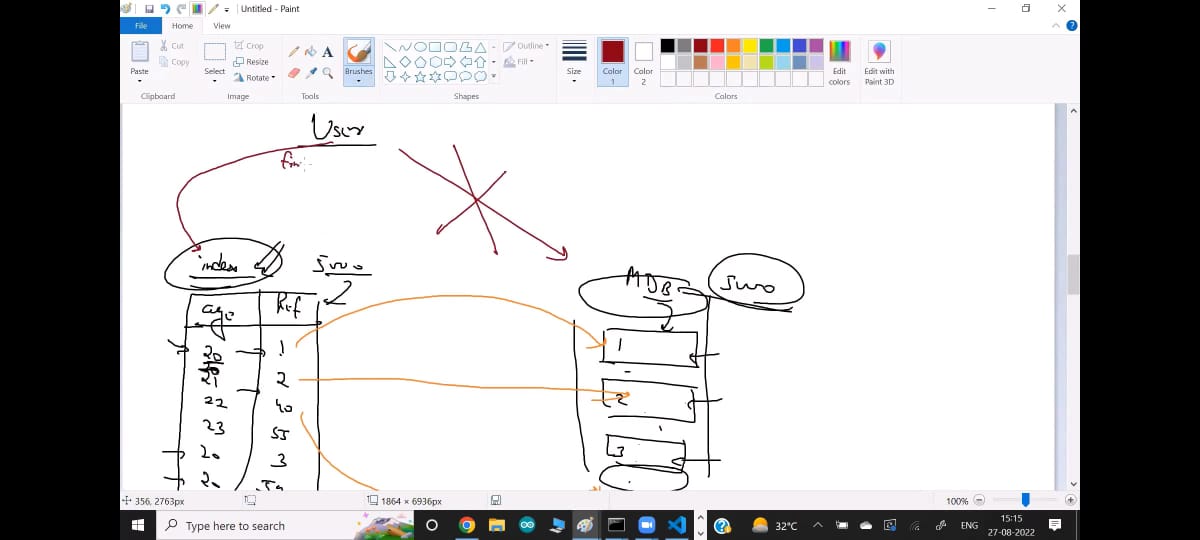 Untitled - Paint
File Home View
Paste Cut Copy Select Crop Resize Rotate Brushes Outline Fill Size Color 1 Color 2 Edit colors Edit with Paint 3D
Clipboard Image Tools Shapes Colors
User
index
MDB
age Ref
20 1
1
21 2
2
22 40
23 55
3
20 3
20
356, 2763px 1864 × 6936px 100%
Type here to search 32°C ENG 15:15
27-08-2022